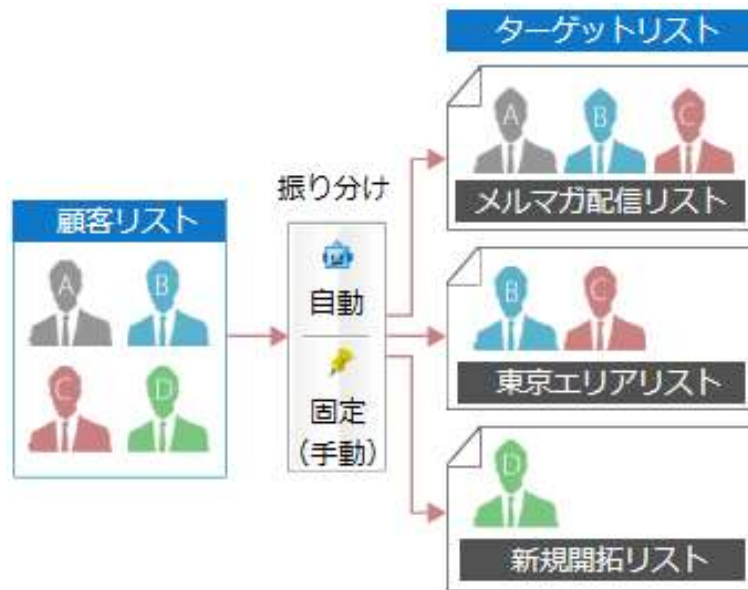 顧客リスト
A
B
C
D
振り分け
自動
固定
(手動)
ターゲットリスト
A
B
C
メルマガ配信リスト
B
C
東京エリアリスト
D
新規開拓リスト